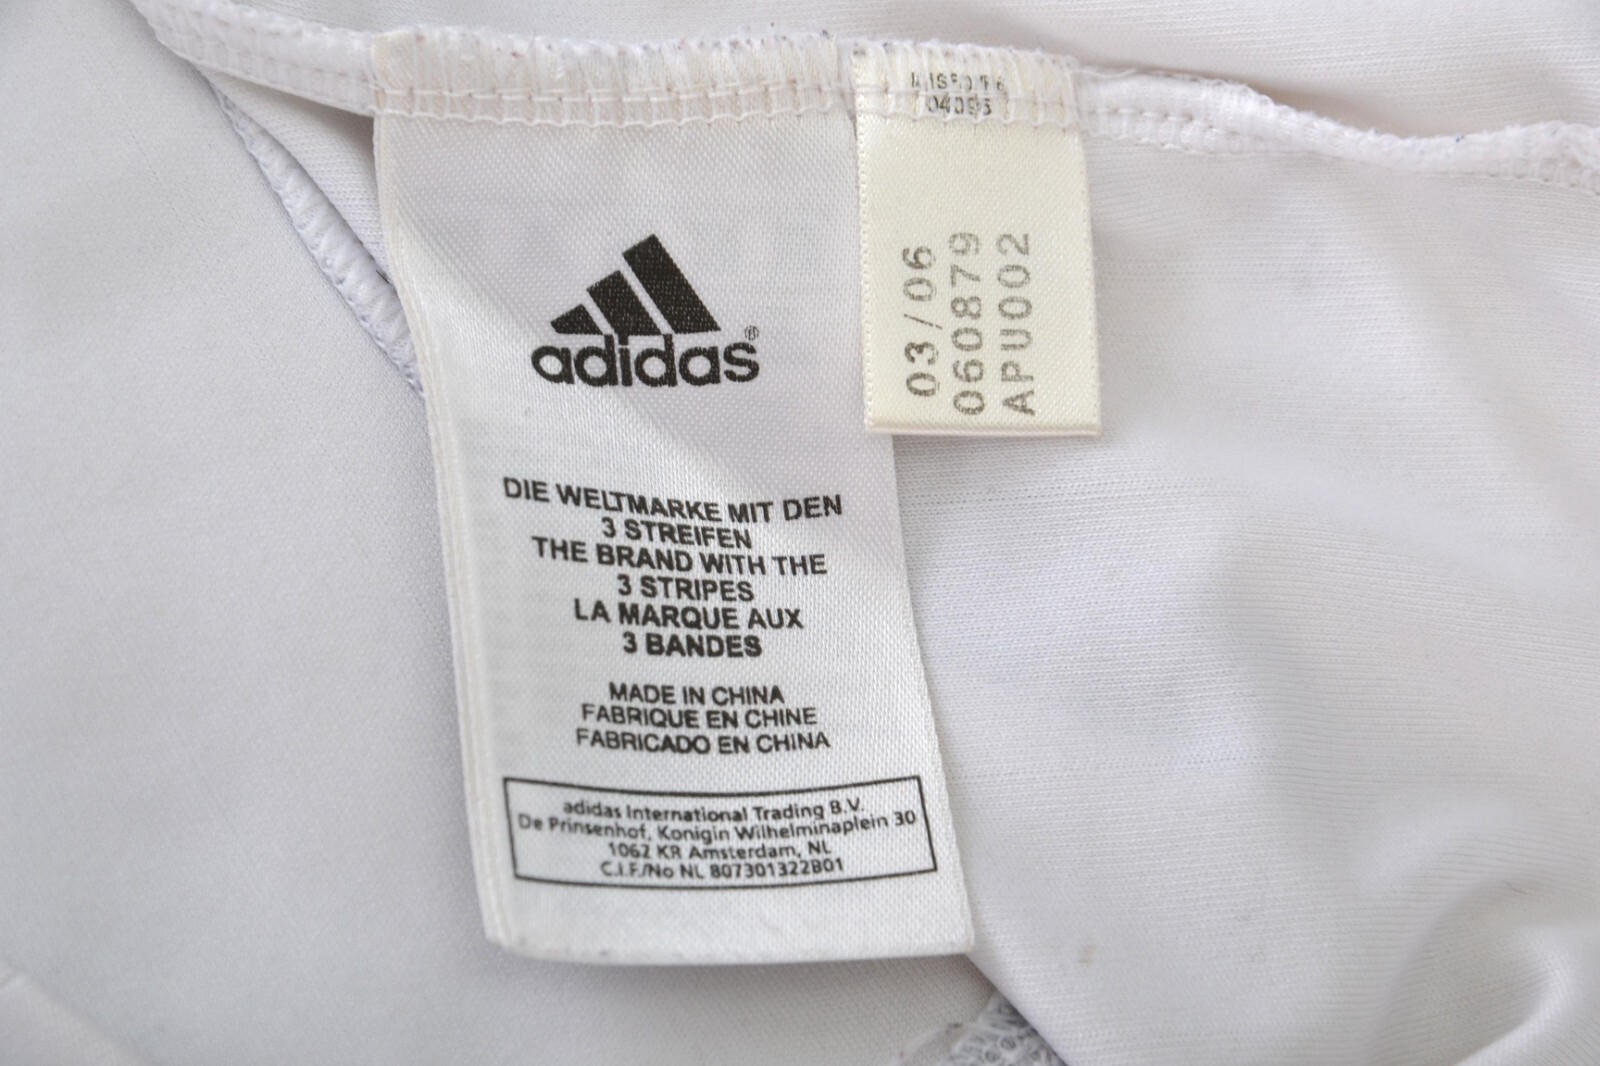 adidas®
DIE WELTMARKE MIT DEN
3 STREIFEN
THE BRAND WITH THE
3 STRIPES
LA MARQUE AUX
3 BANDES
MADE IN CHINA
FABRIQUE EN CHINE
FABRICADO EN CHINA
adidas International Trading B.V.
De Prinsenhof, Konigin Wilhelminaplein 30
1062 KR Amsterdam, NL
C.I.F./No NL 807301322B01
03/06
060879
APU002